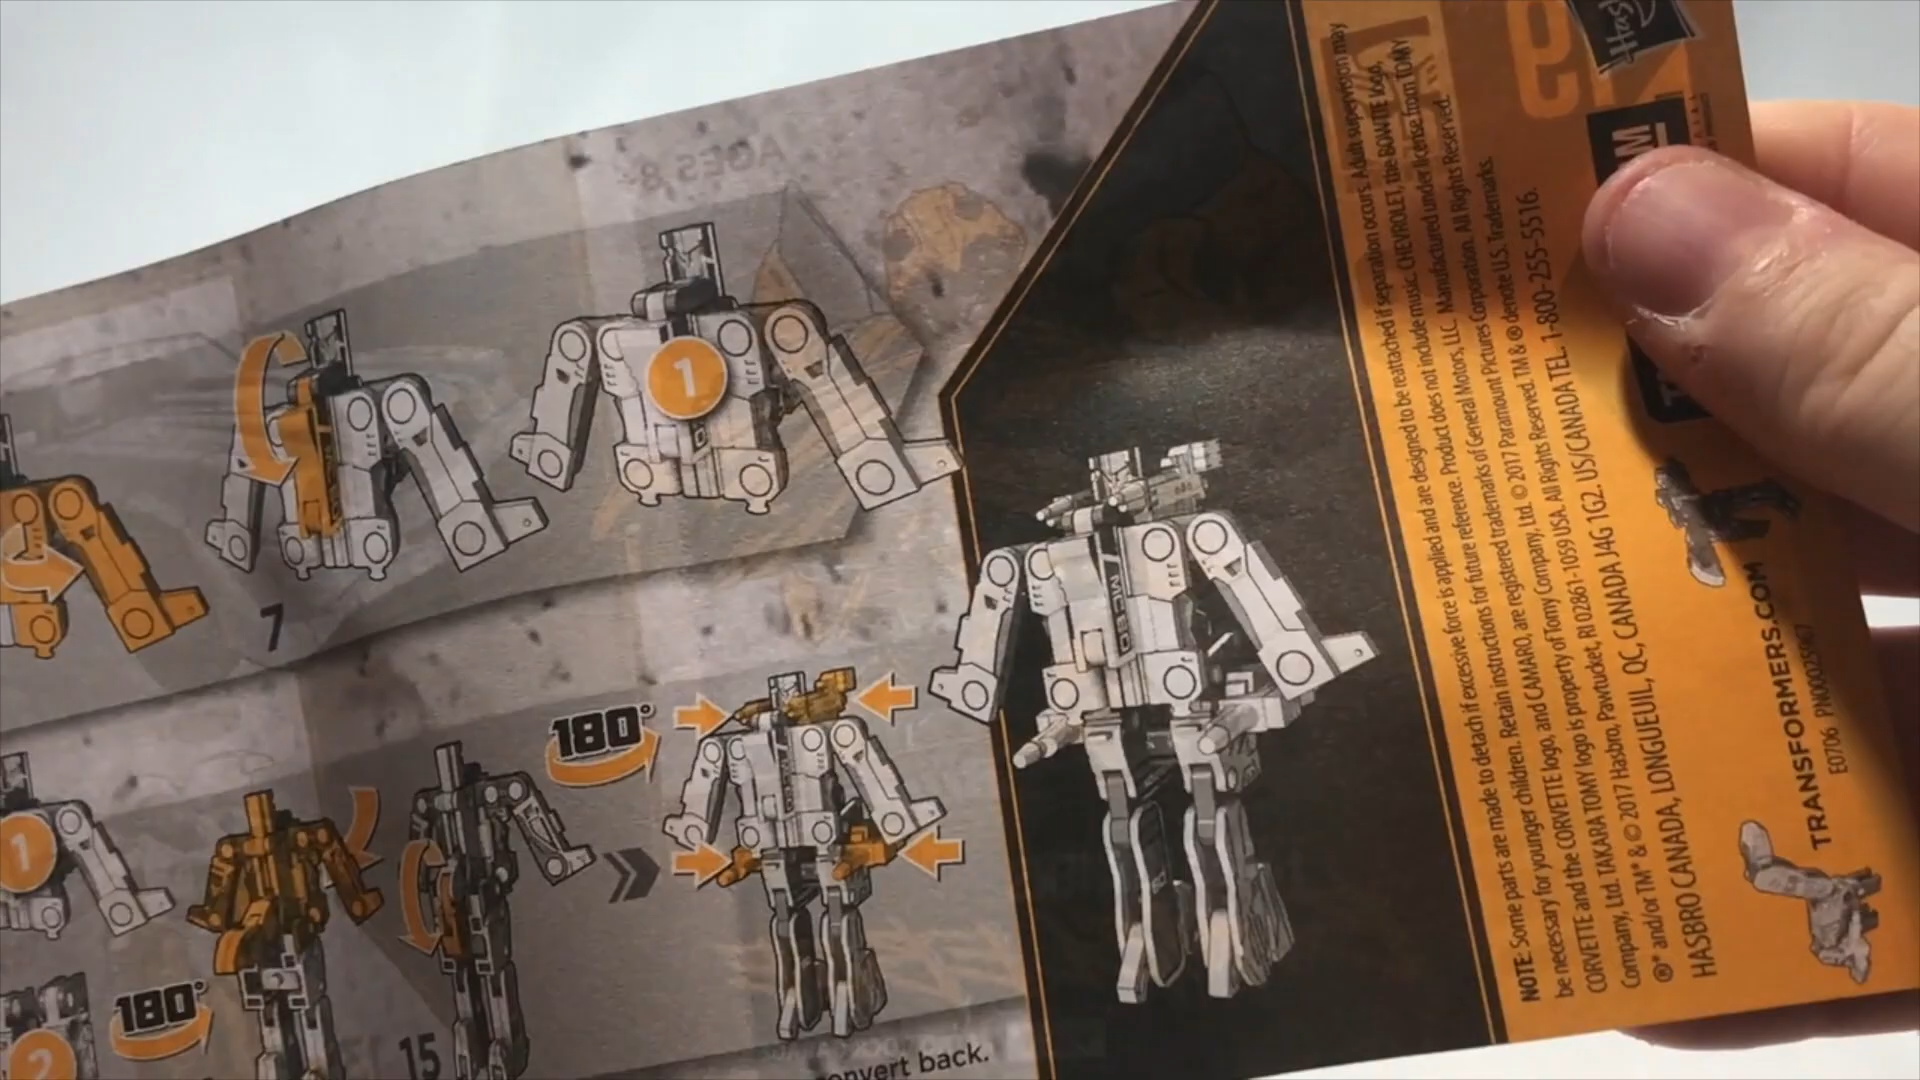 7
1
MC 60
180°
1
180°
15
2
convert back.
NOTE: Some parts are made to detach if excessive force is applied and are designed to be reattached if separation occurs. Adult supervision may
be necessary for younger children. Retain instructions for future reference. Product does not include music. CHEVROLET, the BOWTIE logo,
CORVETTE and the CORVETTE logo, and CAMARO, are registered trademarks of General Motors, LLC. Manufactured under license from TOMY
Company, Ltd. TAKARA TOMY logo is property of Tomy Company, Ltd. © 2017 Paramount Pictures Corporation. All Rights Reserved.
®* and/or TM* & © 2017 Hasbro, Pawtucket, RI 02861-1059 USA. All Rights Reserved. TM & ® denote U.S. Trademarks.
HASBRO CANADA, LONGUEUIL, QC, CANADA J4G 1G2. US/CANADA TEL. 1-800-255-5516.
TRANSFORMERS.COM
E0706